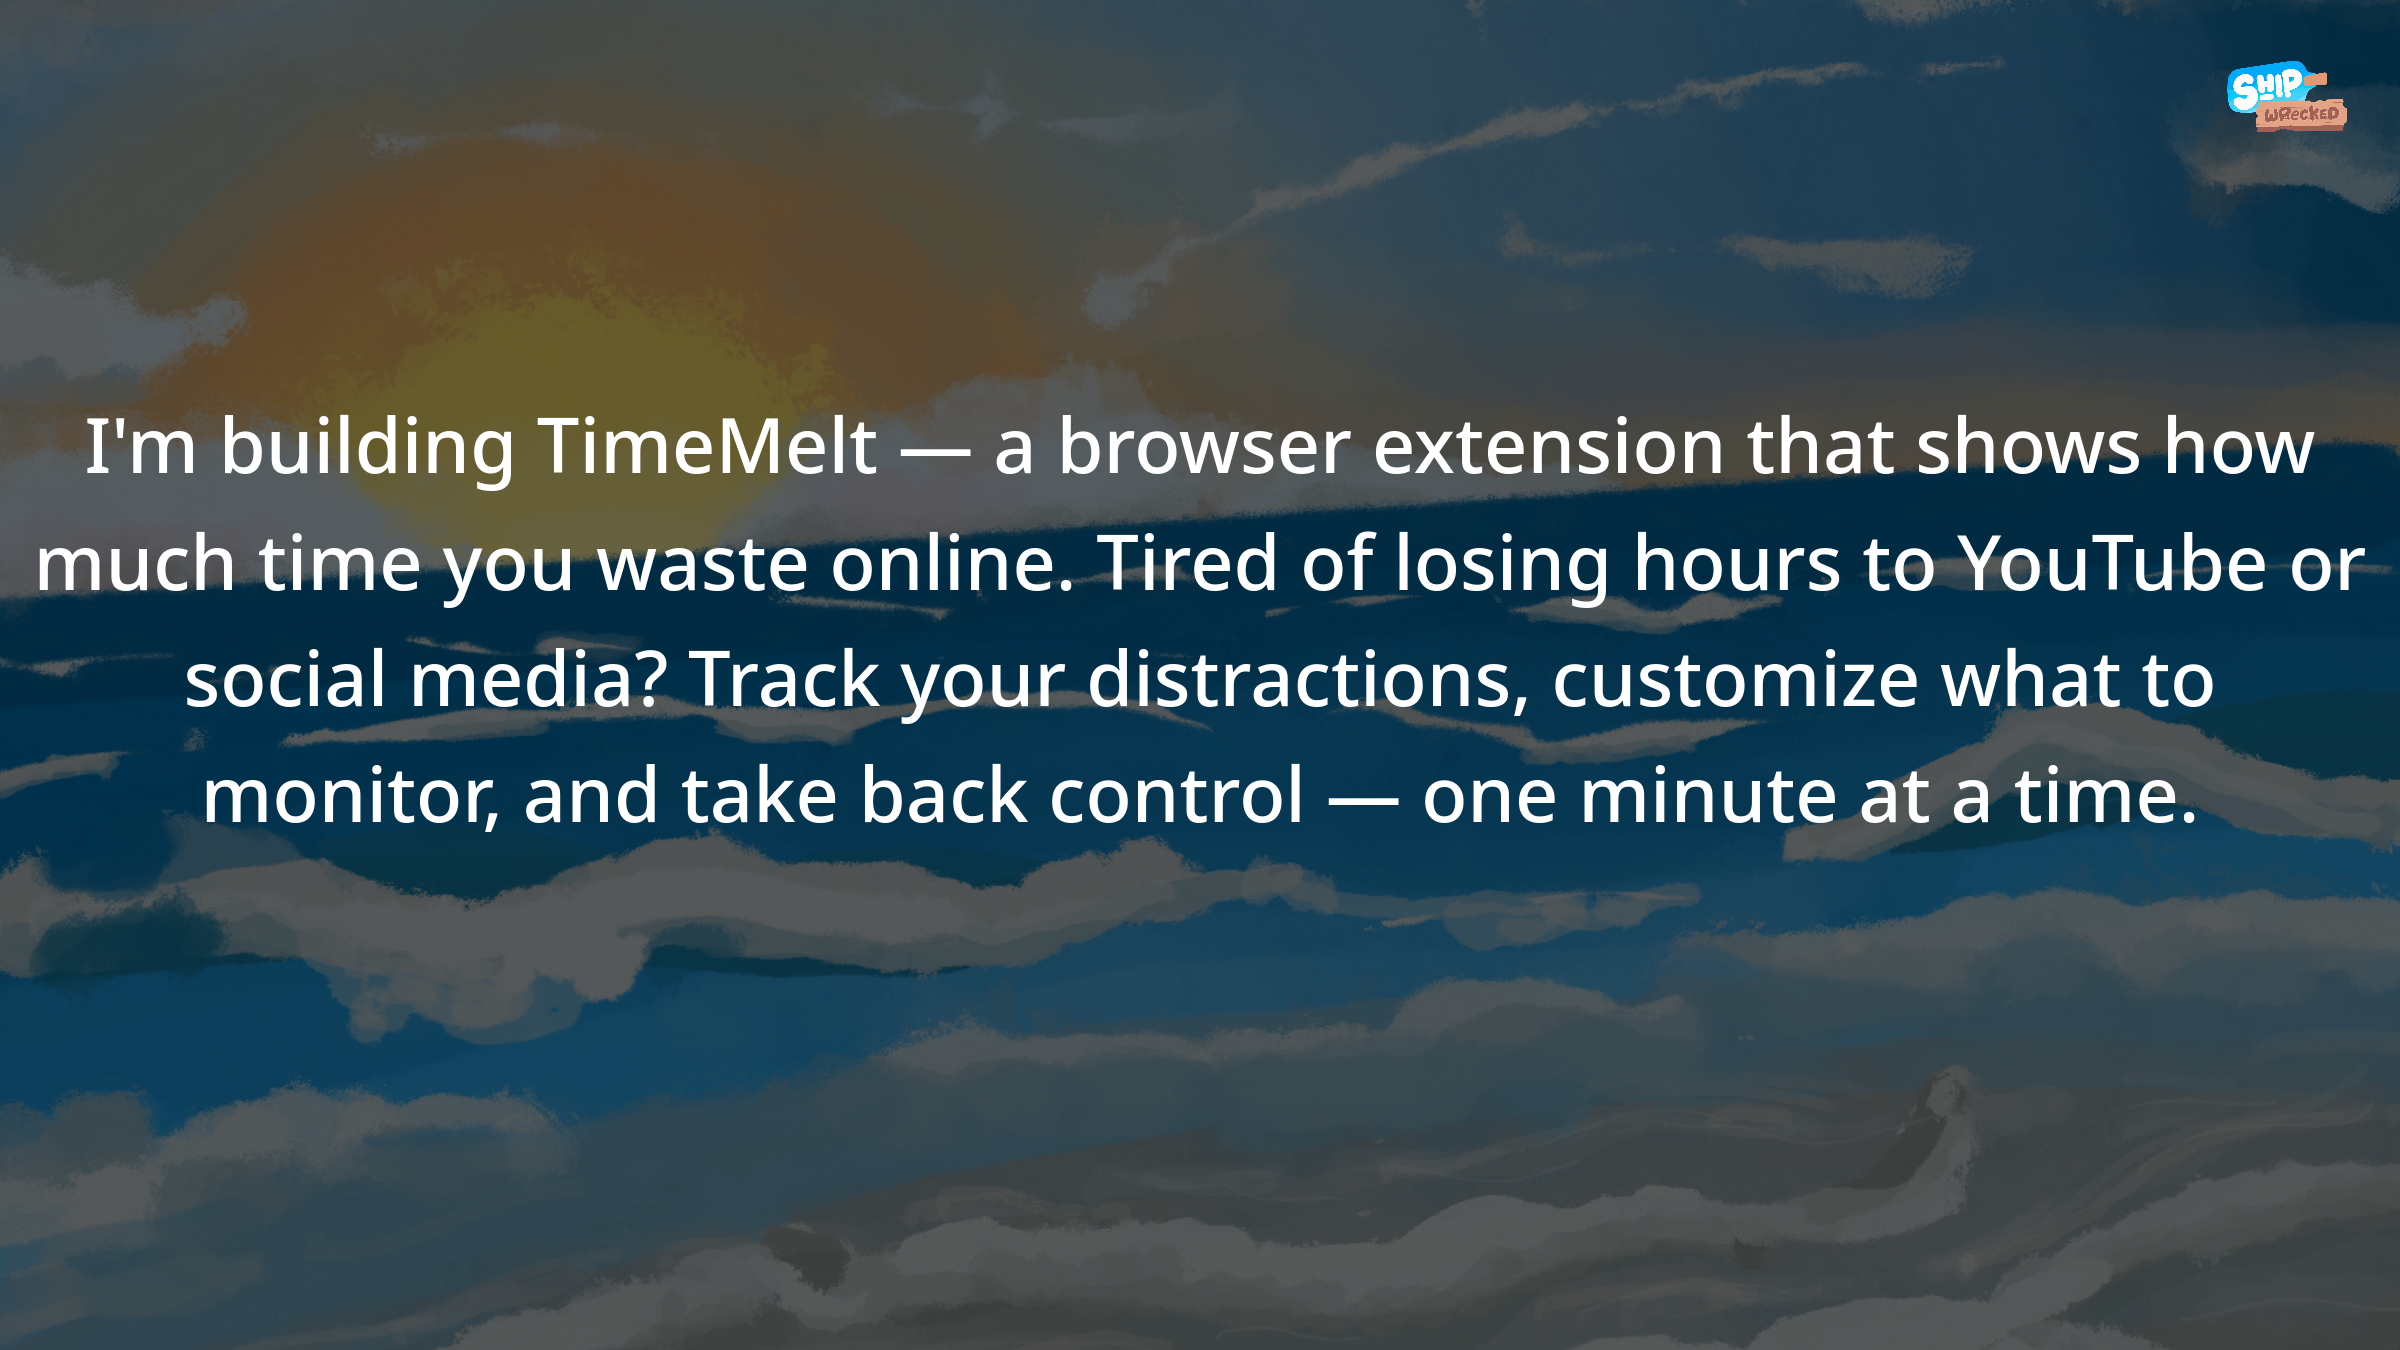 SHIP
WRECKED
I'm building TimeMelt — a browser extension that shows how
much time you waste online. Tired of losing hours to YouTube or
social media? Track your distractions, customize what to
monitor, and take back control — one minute at a time.